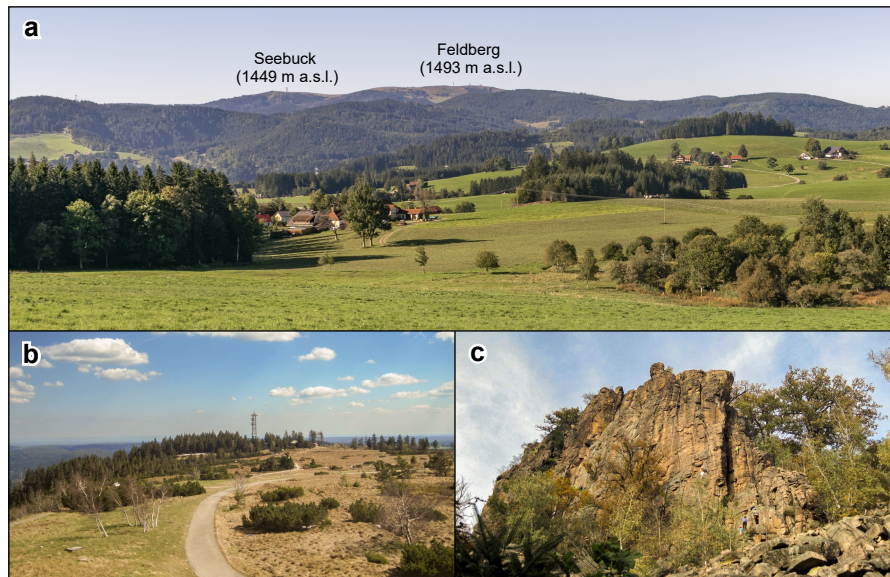 a
Seebuck
(1449 m a.s.l.)
Feldberg
(1493 m a.s.l.)
b
c